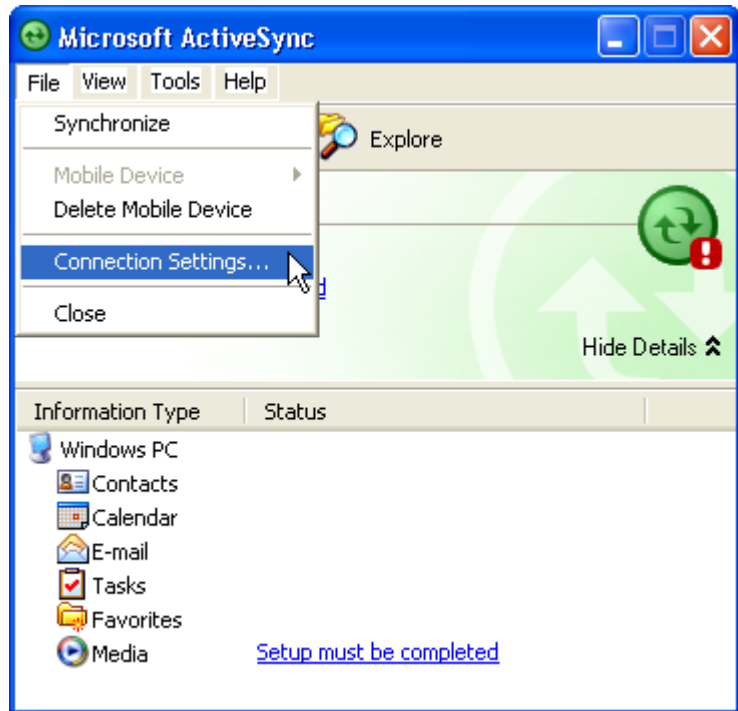 Microsoft ActiveSync
File View Tools Help
Synchronize
Explore
Mobile Device
Delete Mobile Device
Connection Settings...
Close
Hide Details
Information Type Status
Windows PC
Contacts
Calendar
E-mail
Tasks
Favorites
Media Setup must be completed